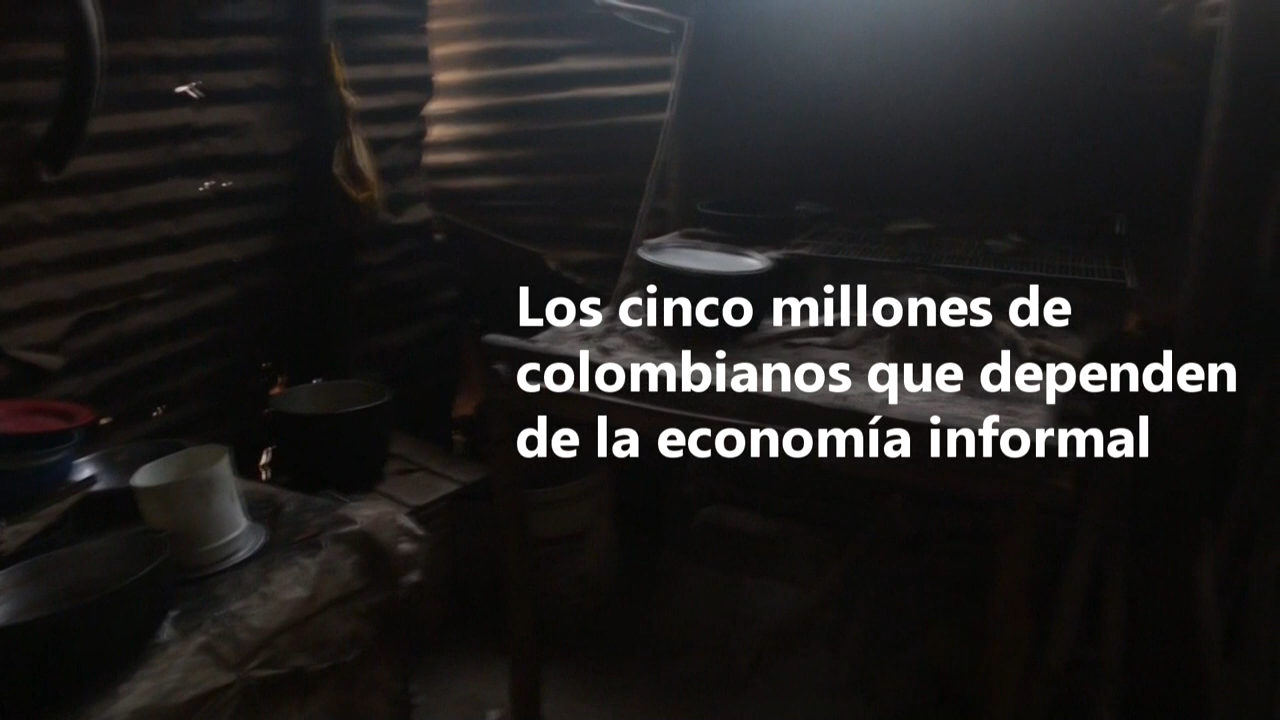 Los cinco millones de
colombianos que dependen
de la economía informal